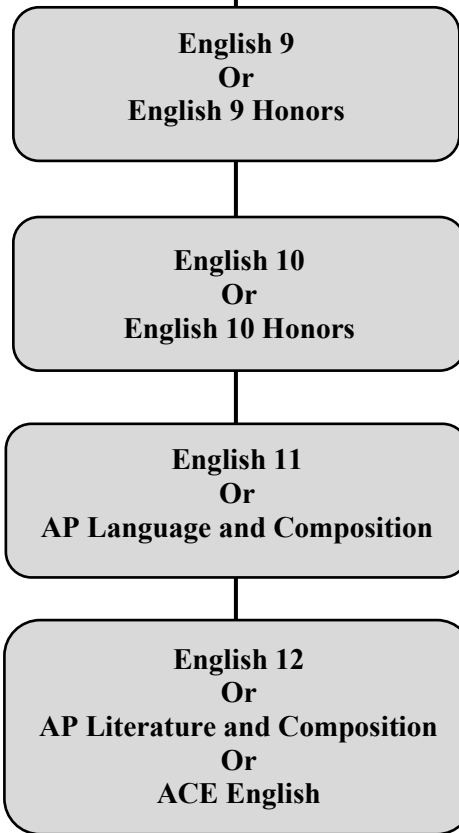 English 9
Or
English 9 Honors
English 10
Or
English 10 Honors
English 11
Or
AP Language and Composition
English 12
Or
AP Literature and Composition
Or
ACE English